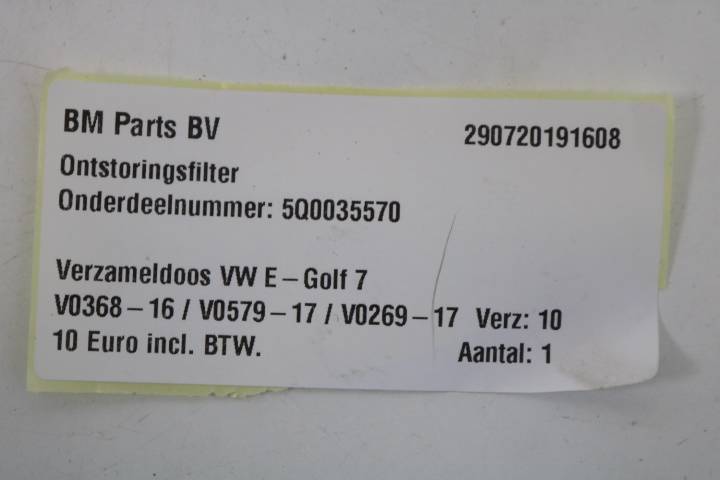 BM Parts BV 290720191608
Ontstoringsfilter
Onderdeelnummer: 5Q0035570
Verzameldoos VW E-Golf 7
V0368-16 / V0579-17 / V0269-17 Verz: 10
10 Euro incl. BTW. Aantal: 1